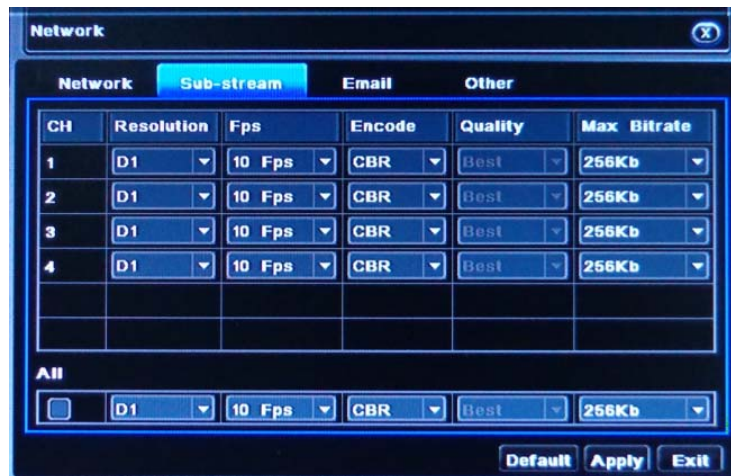 Network X
Network Sub-stream Email Other
CH Resolution Fps Encode Quality Max Bitrate
1 D1 10 Fps CBR Best 256Kb
2 D1 10 Fps CBR Best 256Kb
3 D1 10 Fps CBR Best 256Kb
4 D1 10 Fps CBR Best 256Kb
All
D1 10 Fps CBR Best 256Kb
Default Apply Exit